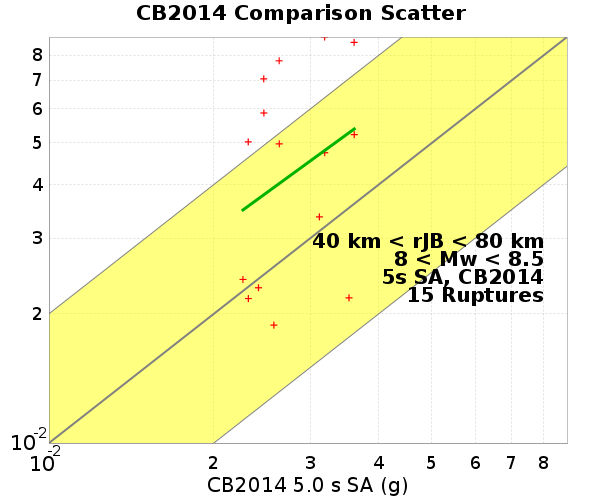 CB2014 Comparison Scatter
8
7
6
5
4
3
2
10-2
40 km < rJB < 80 km
8 < Mw < 8.5
5s SA, CB2014
15 Ruptures
10-2 2 3 4 5 6 7 8
CB2014 5.0 s SA (g)